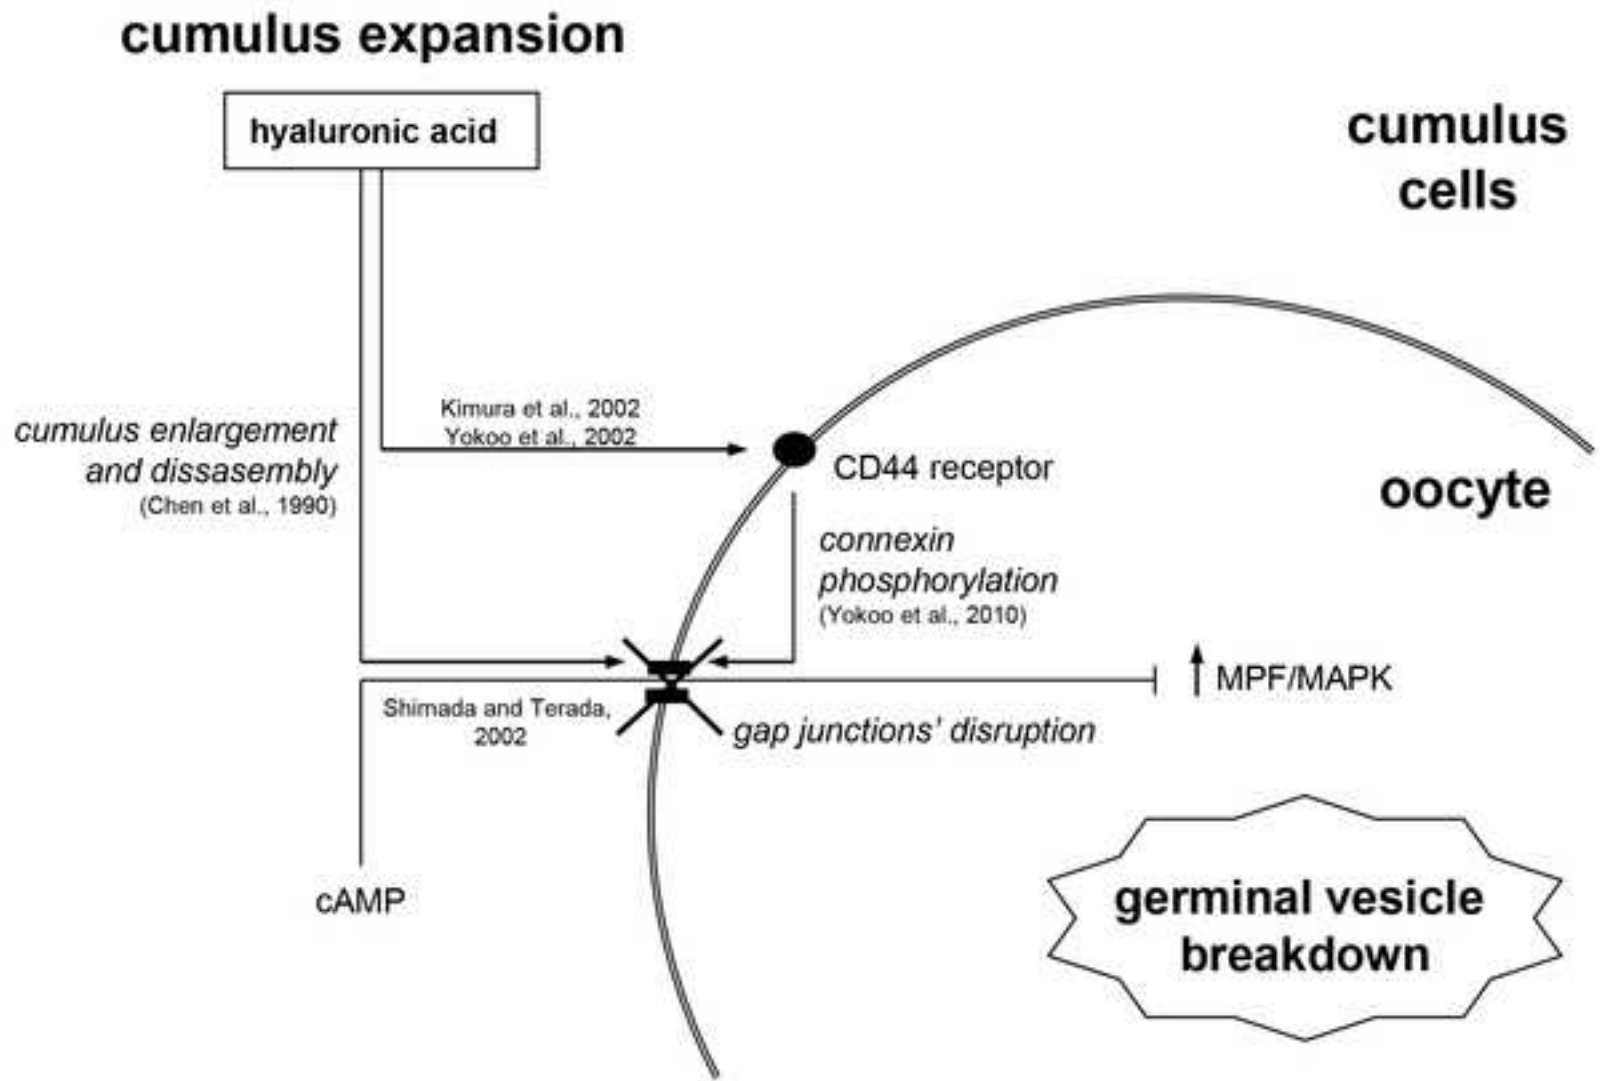 cumulus expansion
hyaluronic acid
cumulus
cells
Kimura et al., 2002
Yokoo et al., 2002
cumulus enlargement
and dissasembly
(Chen et al., 1990)
CD44 receptor
oocyte
connexin
phosphorylation
(Yokoo et al., 2010)
MPF/MAPK
Shimada and Terada,
2002
gap junctions' disruption
cAMP
germinal vesicle
breakdown